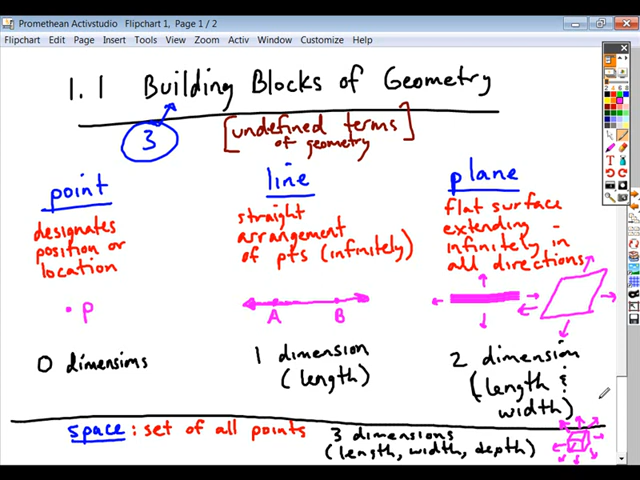 Promethean Activstudio Flipchart 1, Page 1 / 2
Flipchart Edit Page Insert Tools View Zoom Activ Window Customize Help
1.1 Building Blocks of Geometry
3
[undefined terms
of geometry]
point
designates
position or
location
P
0 dimensions
line
straight
arrangement
of pts (infinitely)
A B
1 dimension
(length)
plane
flat surface
extending
infinitely in
all directions
2 dimension
(length &
width)
space: set of all points
3 dimensions
(length, width, depth)